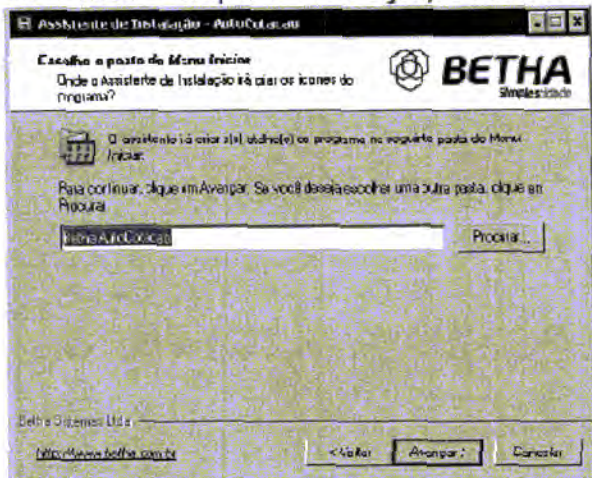 Assistente de Instalação - AutoCotacao
Escolha a pasta do Menu Iniciar
Onde o Assistente de Instalação irá criar os ícones do
programa?
BETHA
Simplescidade
O assistente irá criar o(s) atalho(s) do programa na seguinte pasta do Menu
Iniciar.
Para continuar, clique em Avançar. Se você deseja escolher uma outra pasta, clique em
Procurar.
Procurar...
Betha Sistemas Ltda
http://www.betha.com.br
< Voltar
Avançar >
Cancelar